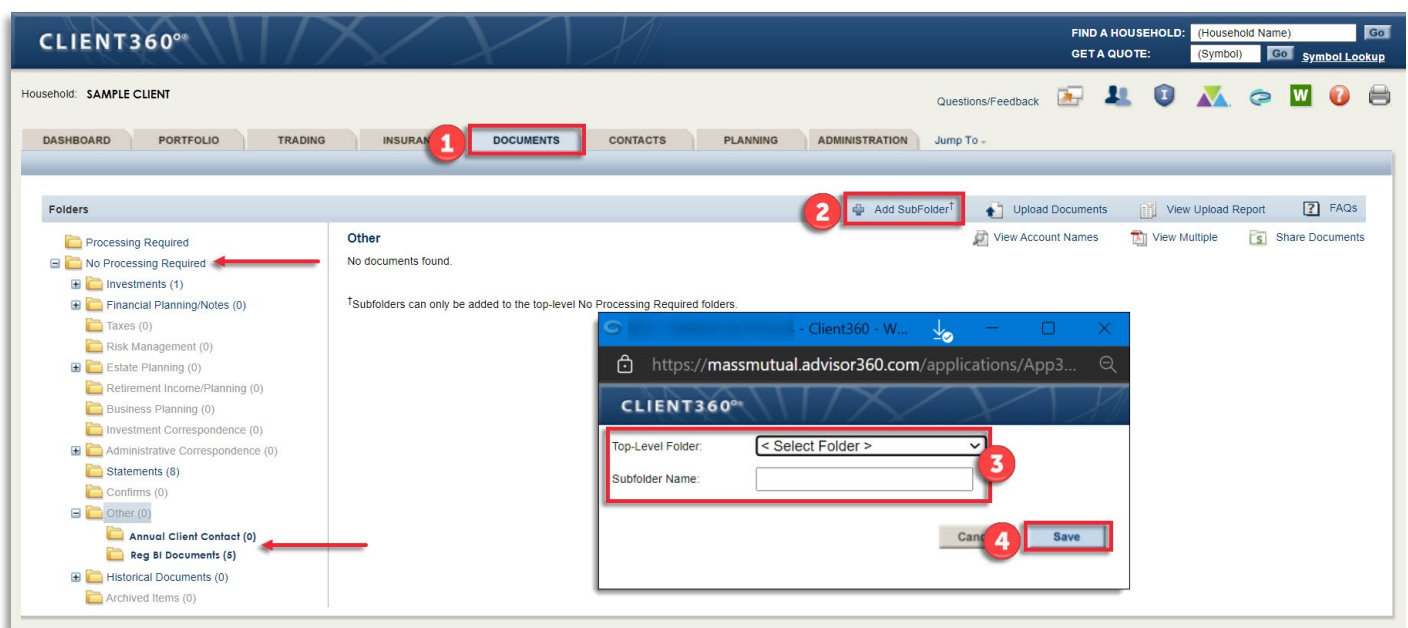 CLIENT360°®
FIND A HOUSEHOLD: (Household Name) Go
GET A QUOTE: (Symbol) Go Symbol Lookup
Household: SAMPLE CLIENT
Questions/Feedback
W
?
DASHBOARD PORTFOLIO TRADING INSURAN 1 DOCUMENTS CONTACTS PLANNING ADMINISTRATION Jump To
Folders
2 Add SubFolder† Upload Documents View Upload Report ? FAQs
View Account Names View Multiple S Share Documents
Processing Required
No Processing Required
Investments (1)
Financial Planning/Notes (0)
Taxes (0)
Risk Management (0)
Estate Planning (0)
Retirement Income/Planning (0)
Business Planning (0)
Investment Correspondence (0)
Administrative Correspondence (0)
Statements (8)
Confirms (0)
Other (0)
Annual Client Contact (0)
Reg BI Documents (5)
Historical Documents (0)
Archived Items (0)
Other
No documents found.
†Subfolders can only be added to the top-level No Processing Required folders.
- Client360 - W...
https://massmutual.advisor360.com/applications/App3...
CLIENT360°®
Top-Level Folder: < Select Folder >
3
Subfolder Name:
Canc 4 Save